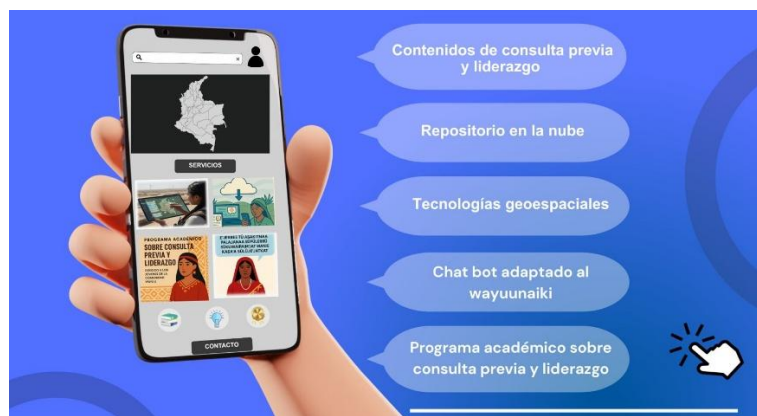 Contenidos de consulta previa
y liderazgo
Repositorio en la nube
Tecnologías geoespaciales
Chat bot adaptado al
wayuunaiki
Programa académico sobre
consulta previa y liderazgo
SERVICIOS
PROGRAMA ACADÉMICO
SOBRE CONSULTA
PREVIA Y
LIDERAZGO
CONTACTO